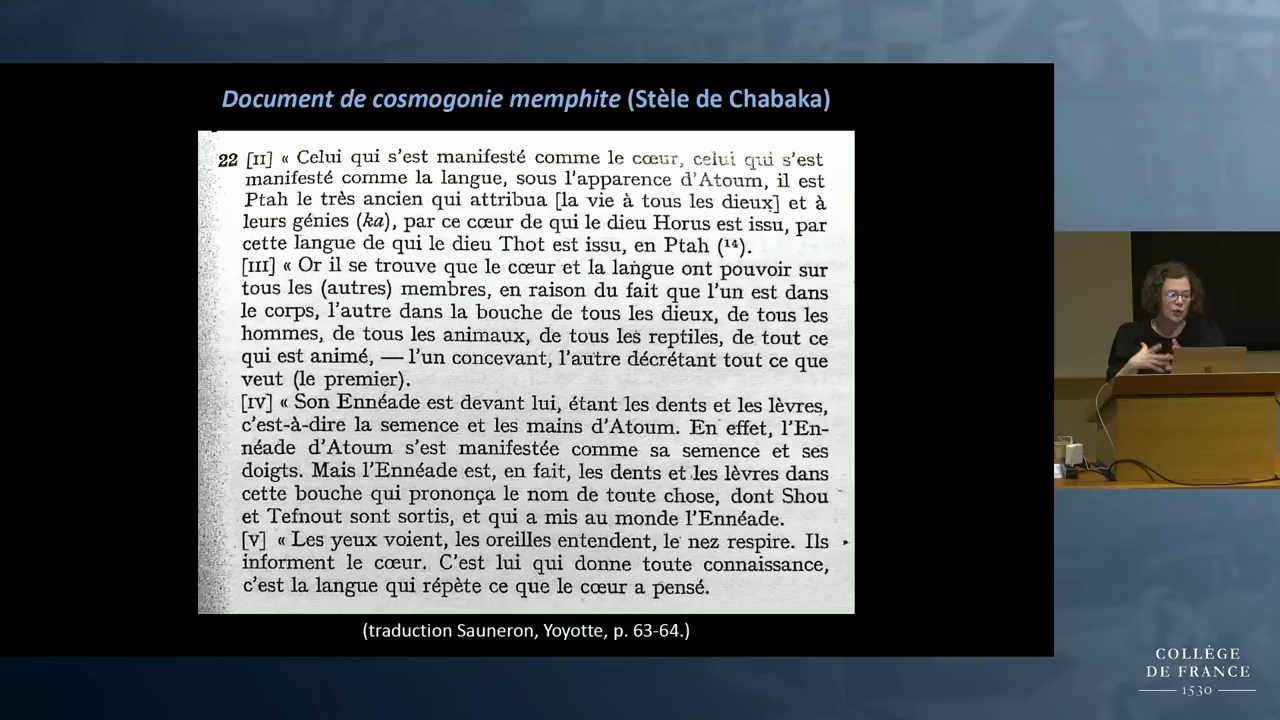 Document de cosmogonie memphite (Stèle de Chabaka)
22 [II] « Celui qui s'est manifesté comme le cœur, celui qui s'est
manifesté comme la langue, sous l'apparence d'Atoum, il est
Ptah le très ancien qui attribua [la vie à tous les dieux] et à
leurs génies (ka), par ce cœur de qui le dieu Horus est issu, par
cette langue de qui le dieu Thot est issu, en Ptah (¹⁴).
[III] « Or il se trouve que le cœur et la langue ont pouvoir sur
tous les (autres) membres, en raison du fait que l'un est dans
le corps, l'autre dans la bouche de tous les dieux, de tous les
hommes, de tous les animaux, de tous les reptiles, de tout ce
qui est animé, — l'un concevant, l'autre décrétant tout ce que
veut (le premier).
[IV] « Son Ennéade est devant lui, étant les dents et les lèvres,
c'est-à-dire la semence et les mains d'Atoum. En effet, l'En-
néade d'Atoum s'est manifestée comme sa semence et ses
doigts. Mais l'Ennéade est, en fait, les dents et les lèvres dans
cette bouche qui prononça le nom de toute chose, dont Shou
et Tefnout sont sortis, et qui a mis au monde l'Ennéade.
[V] « Les yeux voient, les oreilles entendent, le nez respire. Ils
informent le cœur. C'est lui qui donne toute connaissance,
c'est la langue qui répète ce que le cœur a pensé.
(traduction Sauneron, Yoyotte, p. 63-64.)
COLLÈGE
DE FRANCE
1530